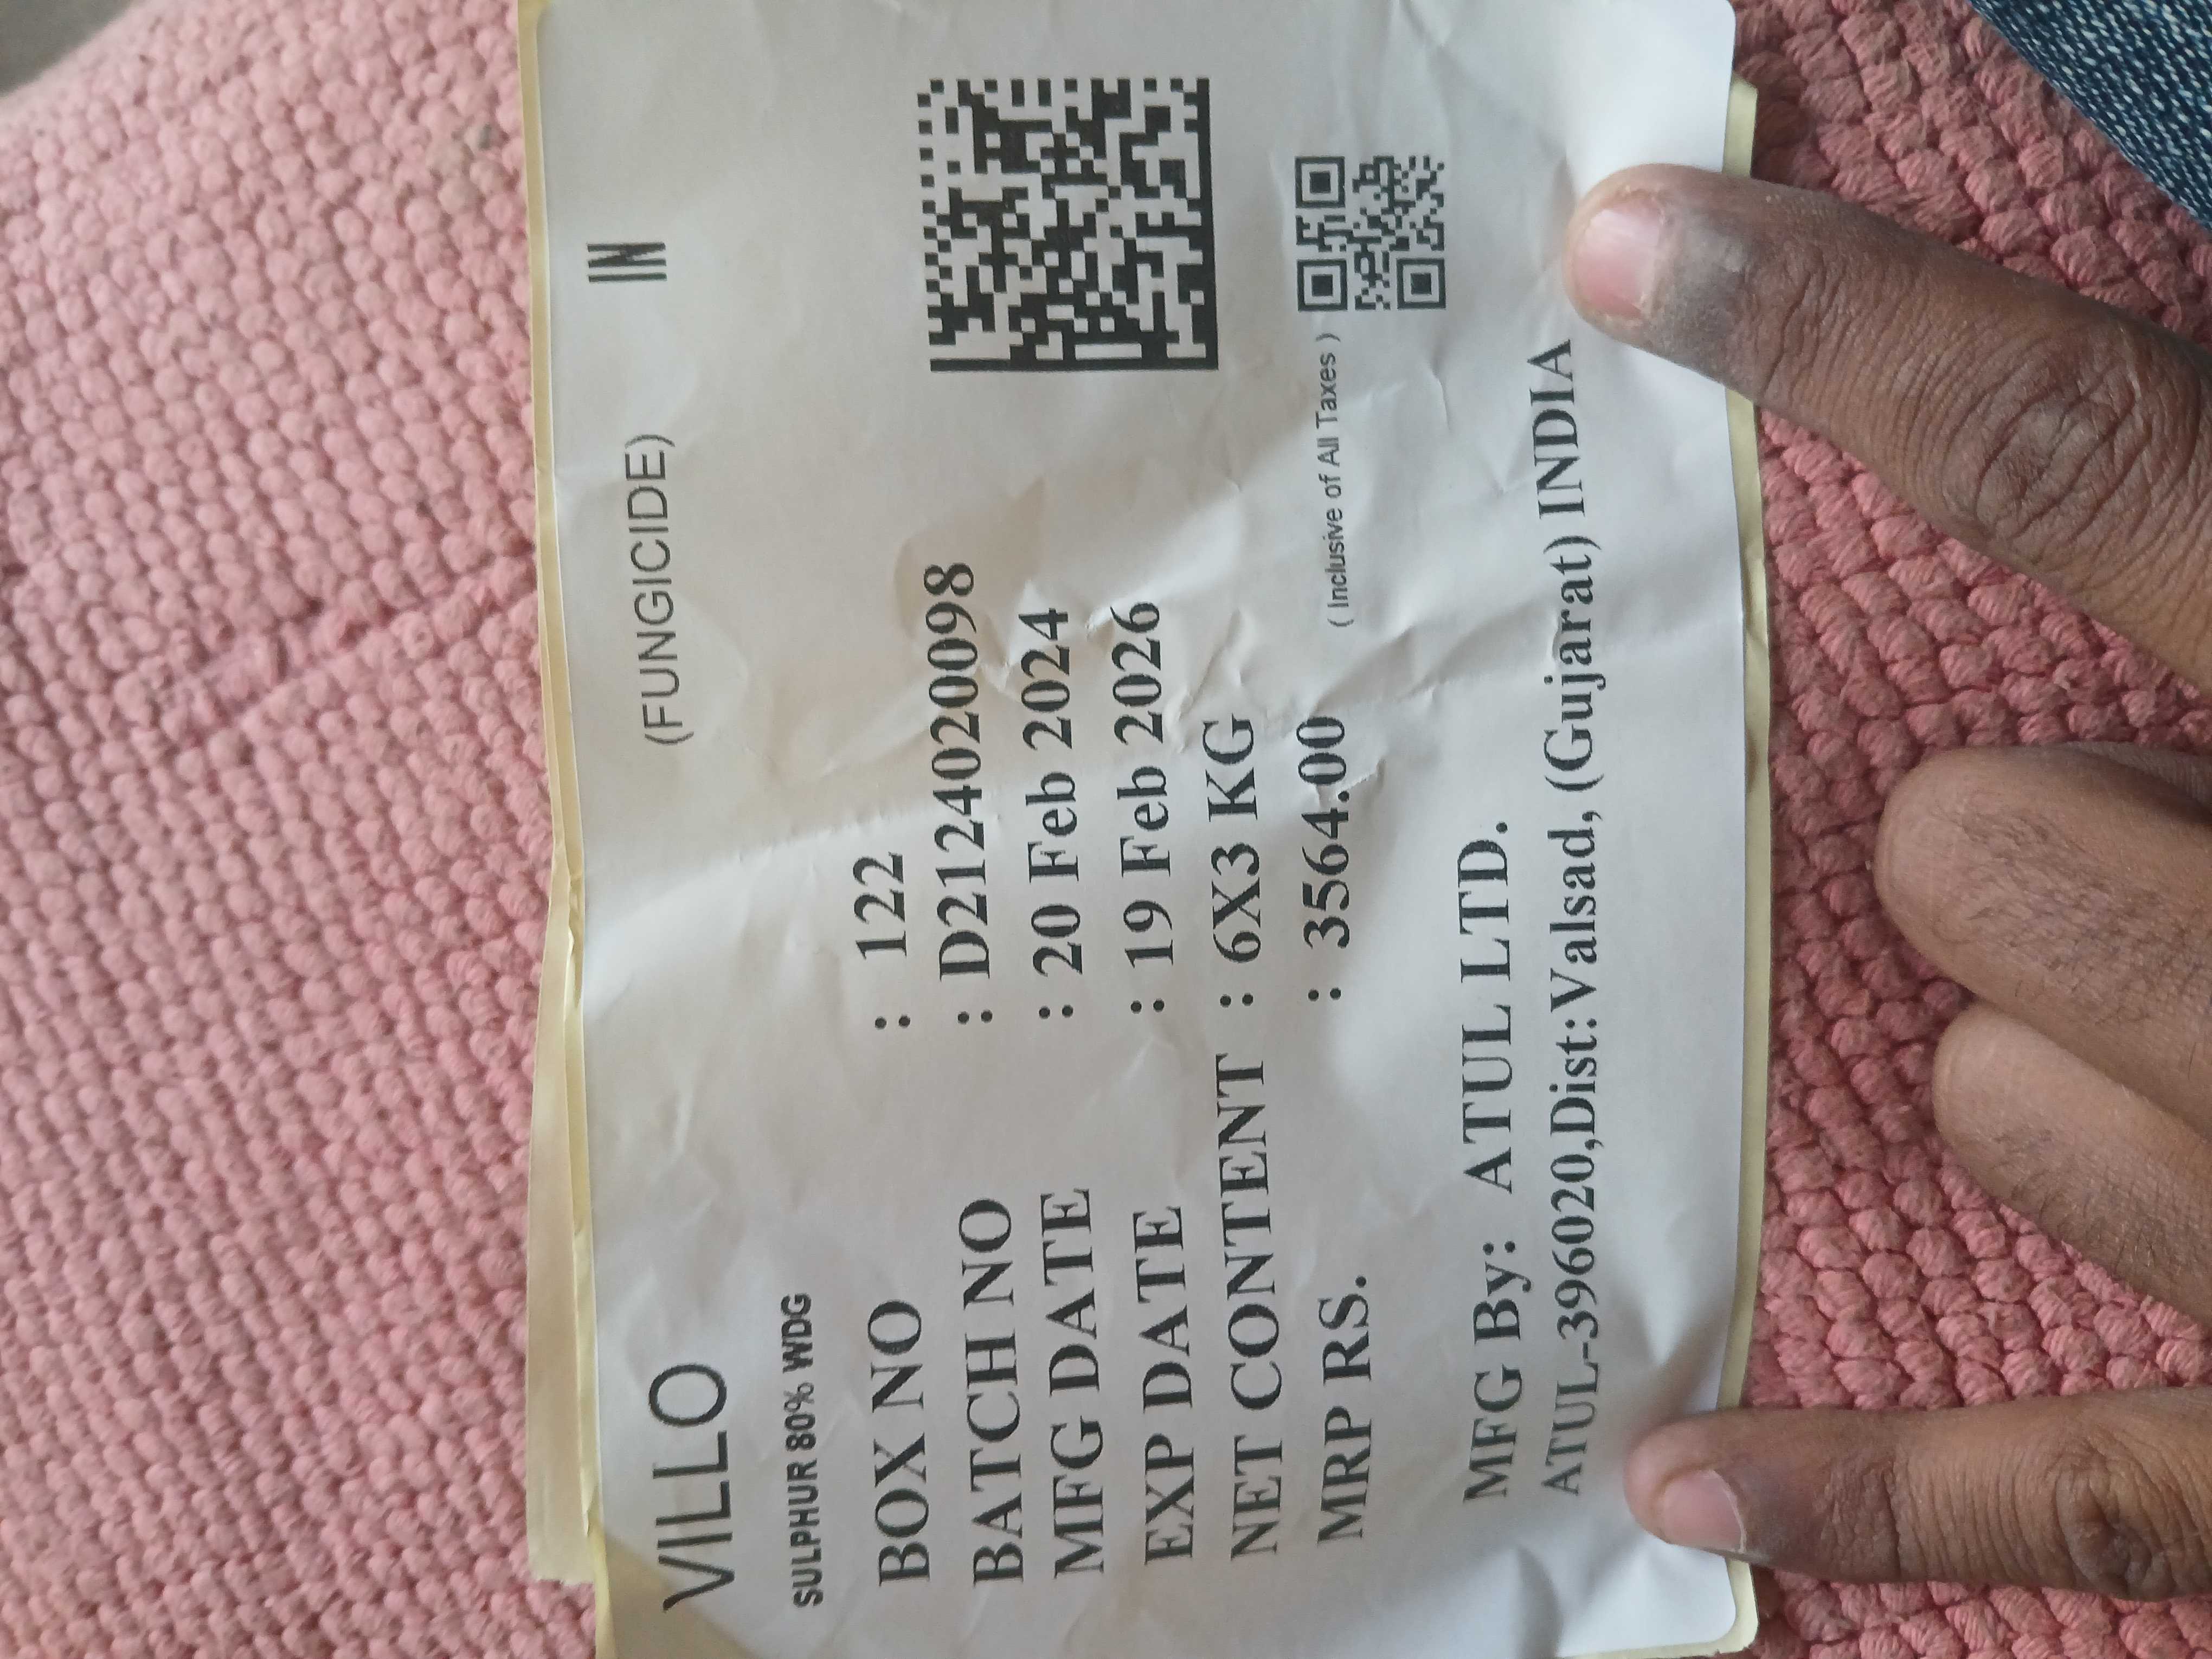 VILLO (FUNGICIDE) IN
SULPHUR 80% WDG
BOX NO : 122
BATCH NO : D2124020098
MFG DATE : 20 Feb 2024
EXP DATE : 19 Feb 2026
NET CONTENT : 6X3 KG
MRP RS. : 3564.00 ( Inclusive of All Taxes )
MFG By: ATUL LTD.
ATUL-396020,Dist:Valsad, (Gujarat) INDIA